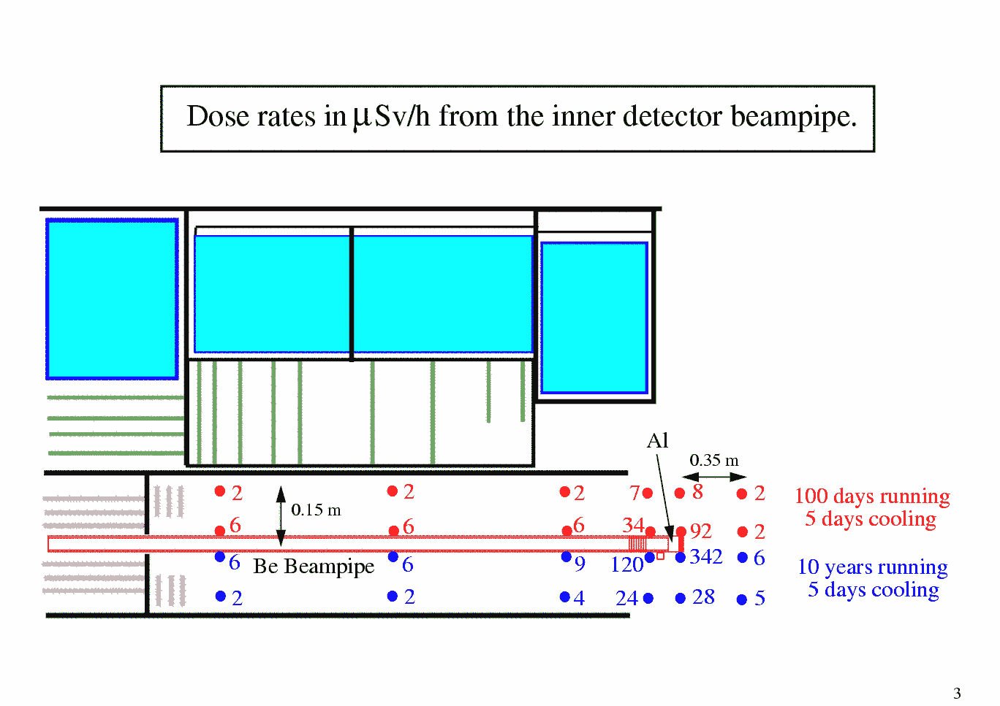 Dose rates in μSv/h from the inner detector beampipe.
Al
0.35 m
2 2 2 7 8 2
100 days running
0.15 m
5 days cooling
6 6 6 34 92 2
6 Be Beampipe 6 9 120 342 6
10 years running
5 days cooling
2 2 4 24 28 5
3